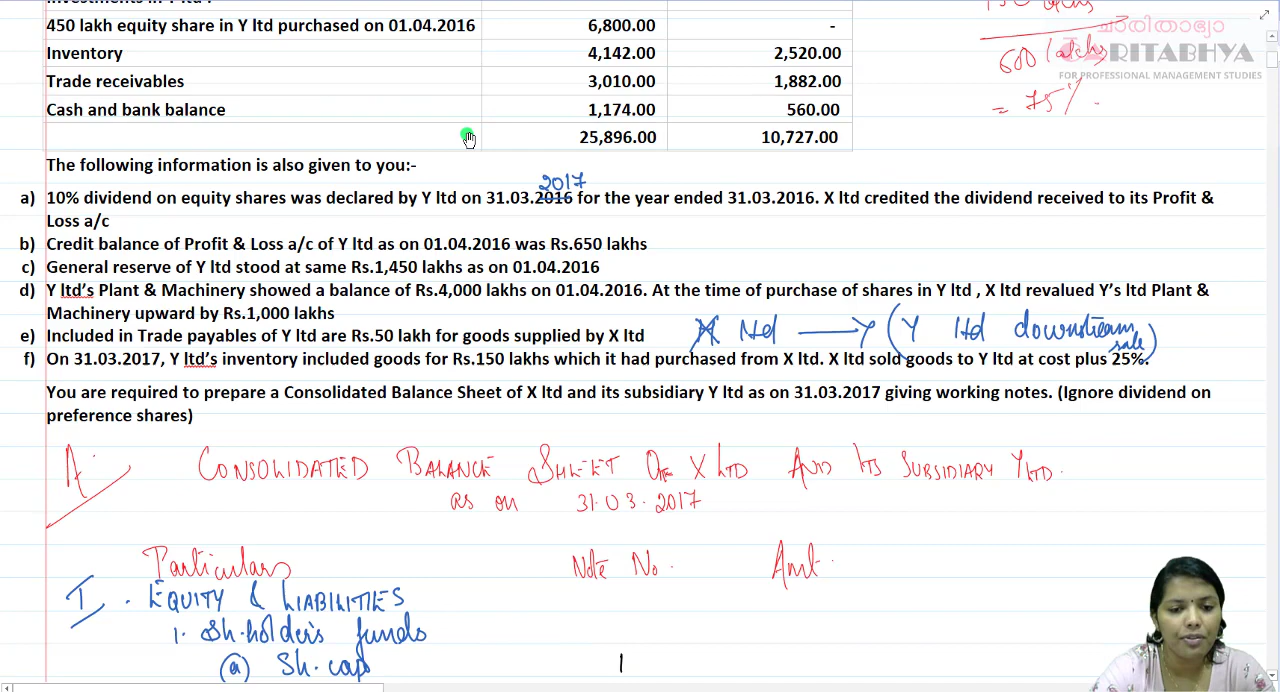 450 lakh equity share in Y ltd purchased on 01.04.2016 6,800.00 -
Inventory 4,142.00 2,520.00
Trade receivables 3,010.00 1,882.00
Cash and bank balance 1,174.00 560.00
25,896.00 10,727.00
600 lakhs
= 75%
ചാരിതാഭ്യാ
RITABHYA
FOR PROFESSIONAL MANAGEMENT STUDIES
The following information is also given to you:-
2017
a) 10% dividend on equity shares was declared by Y ltd on 31.03.2016 for the year ended 31.03.2016. X ltd credited the dividend received to its Profit &
Loss a/c
b) Credit balance of Profit & Loss a/c of Y ltd as on 01.04.2016 was Rs.650 lakhs
c) General reserve of Y ltd stood at same Rs.1,450 lakhs as on 01.04.2016
d) Y ltd's Plant & Machinery showed a balance of Rs.4,000 lakhs on 01.04.2016. At the time of purchase of shares in Y ltd , X ltd revalued Y's ltd Plant &
Machinery upward by Rs.1,000 lakhs
e) Included in Trade payables of Y ltd are Rs.50 lakh for goods supplied by X ltd
X ltd → Y (Y ltd downstream sale)
f) On 31.03.2017, Y ltd's inventory included goods for Rs.150 lakhs which it had purchased from X ltd. X ltd sold goods to Y ltd at cost plus 25%.
You are required to prepare a Consolidated Balance Sheet of X ltd and its subsidiary Y ltd as on 31.03.2017 giving working notes. (Ignore dividend on
preference shares)
A: CONSOLIDATED BALANCE SHEET OF X LTD AND ITS SUBSIDIARY Y LTD.
as on 31.03.2017
Particulars Note No. Amt.
I. EQUITY & LIABILITIES
1. Sh.holder's funds
(a) Sh. cap